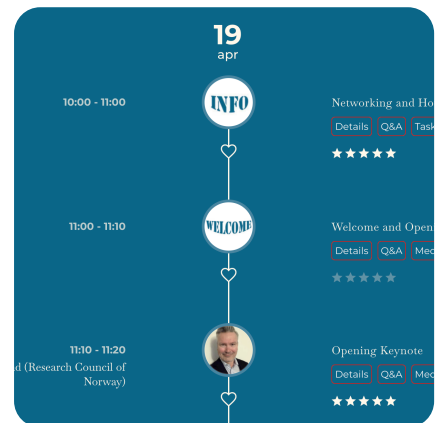 19
apr
10:00 - 11:00
INFO
Networking and Ho
Details Q&A Task
11:00 - 11:10
WELCOME
Welcome and Open
Details Q&A Med
11:10 - 11:20
d (Research Council of
Norway)
Opening Keynote
Details Q&A Med